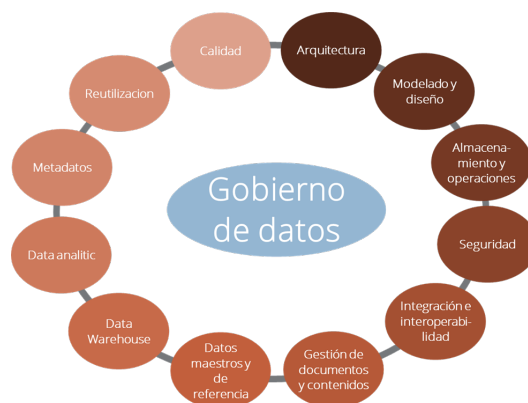 Calidad
Arquitectura
Modelado y
diseño
Almacena-
miento y
operaciones
Seguridad
Integración e
interoperabi-
lidad
Gestión de
documentos
y contenidos
Datos
maestros y
de
referencia
Data
Warehouse
Data analitic
Metadatos
Reutilizacion
Gobierno
de datos